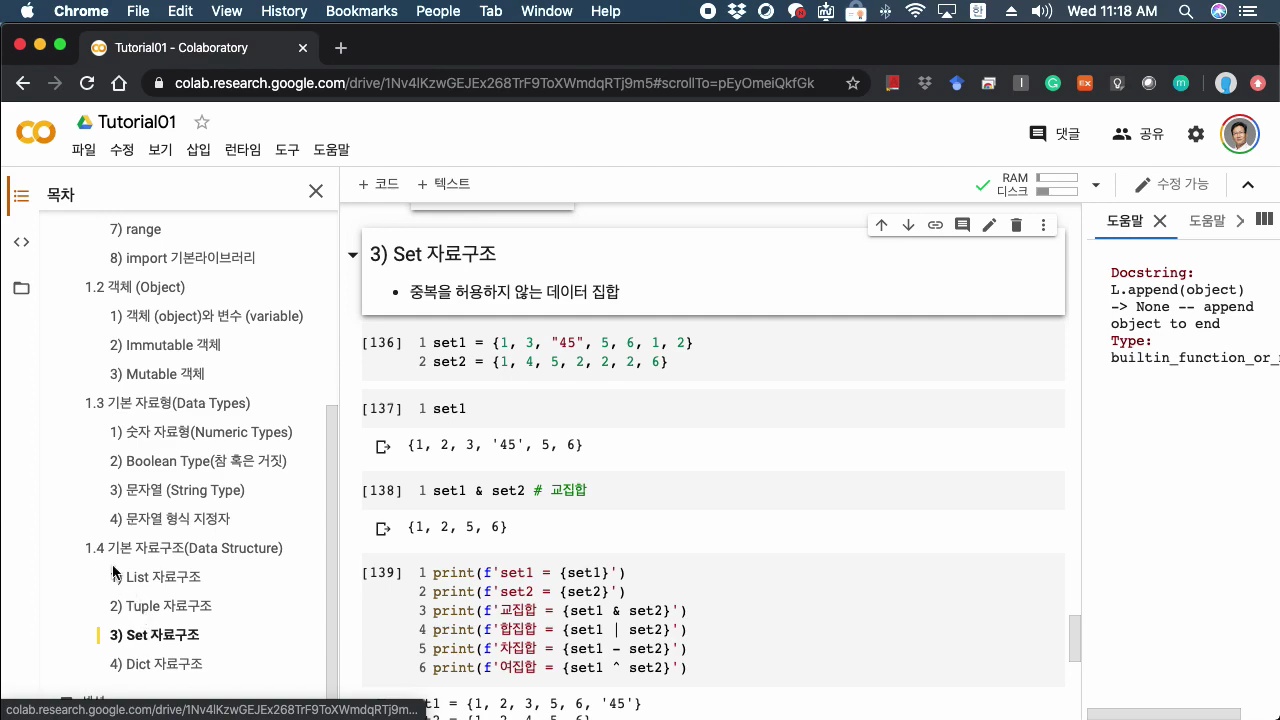 Chrome File Edit View History Bookmarks People Tab Window Help 한 Wed 11:18 AM
Tutorial01 - Colaboratory
colab.research.google.com/drive/1Nv4lKzwGEJEx268TrF9ToXWmdqRTj9m5#scrollTo=pEyOmeiQkfGk
Tutorial01
댓글 공유
파일 수정 보기 삽입 런타임 도구 도움말
목차
+ 코드 + 텍스트
RAM
디스크
수정 가능
도움말 도움말
7) range
8) import 기본라이브러리
1.2 객체 (Object)
1) 객체 (object)와 변수 (variable)
2) Immutable 객체
3) Mutable 객체
1.3 기본 자료형(Data Types)
1) 숫자 자료형(Numeric Types)
2) Boolean Type(참 혹은 거짓)
3) 문자열 (String Type)
4) 문자열 형식 지정자
1.4 기본 자료구조(Data Structure)
1) List 자료구조
2) Tuple 자료구조
3) Set 자료구조
4) Dict 자료구조
colab.research.google.com/drive/1Nv4lKzwGEJEx268TrF9ToXWmdqRTj9m...
3) Set 자료구조
• 중복을 허용하지 않는 데이터 집합
[136] 1 set1 = {1, 3, "45", 5, 6, 1, 2}
2 set2 = {1, 4, 5, 2, 2, 2, 6}
[137] 1 set1
{1, 2, 3, '45', 5, 6}
[138] 1 set1 & set2 # 교집합
{1, 2, 5, 6}
[139] 1 print(f'set1 = {set1}')
2 print(f'set2 = {set2}')
3 print(f'교집합 = {set1 & set2}')
4 print(f'합집합 = {set1 | set2}')
5 print(f'차집합 = {set1 - set2}')
6 print(f'여집합 = {set1 ^ set2}')
t1 = {1, 2, 3, 5, 6, '45'}
Docstring:
L.append(object)
-> None -- append
object to end
Type:
builtin_function_or_